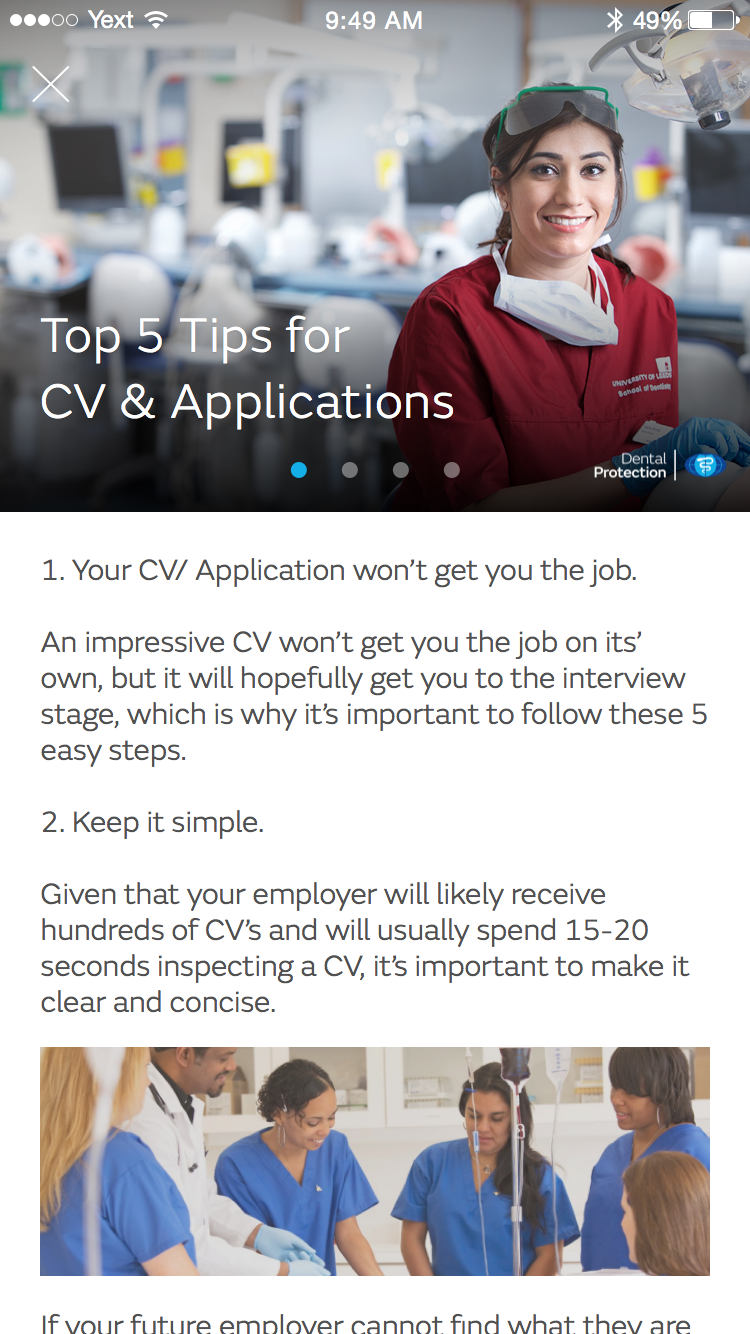 Yext
9:49 AM
49%
Top 5 Tips for
CV & Applications
UNIVERSITY OF LEEDS
School of Dentistry
Dental
Protection
1. Your CV/ Application won’t get you the job.
An impressive CV won’t get you the job on its’
own, but it will hopefully get you to the interview
stage, which is why it’s important to follow these 5
easy steps.
2. Keep it simple.
Given that your employer will likely receive
hundreds of CV’s and will usually spend 15-20
seconds inspecting a CV, it’s important to make it
clear and concise.
If your future employer cannot find what they are